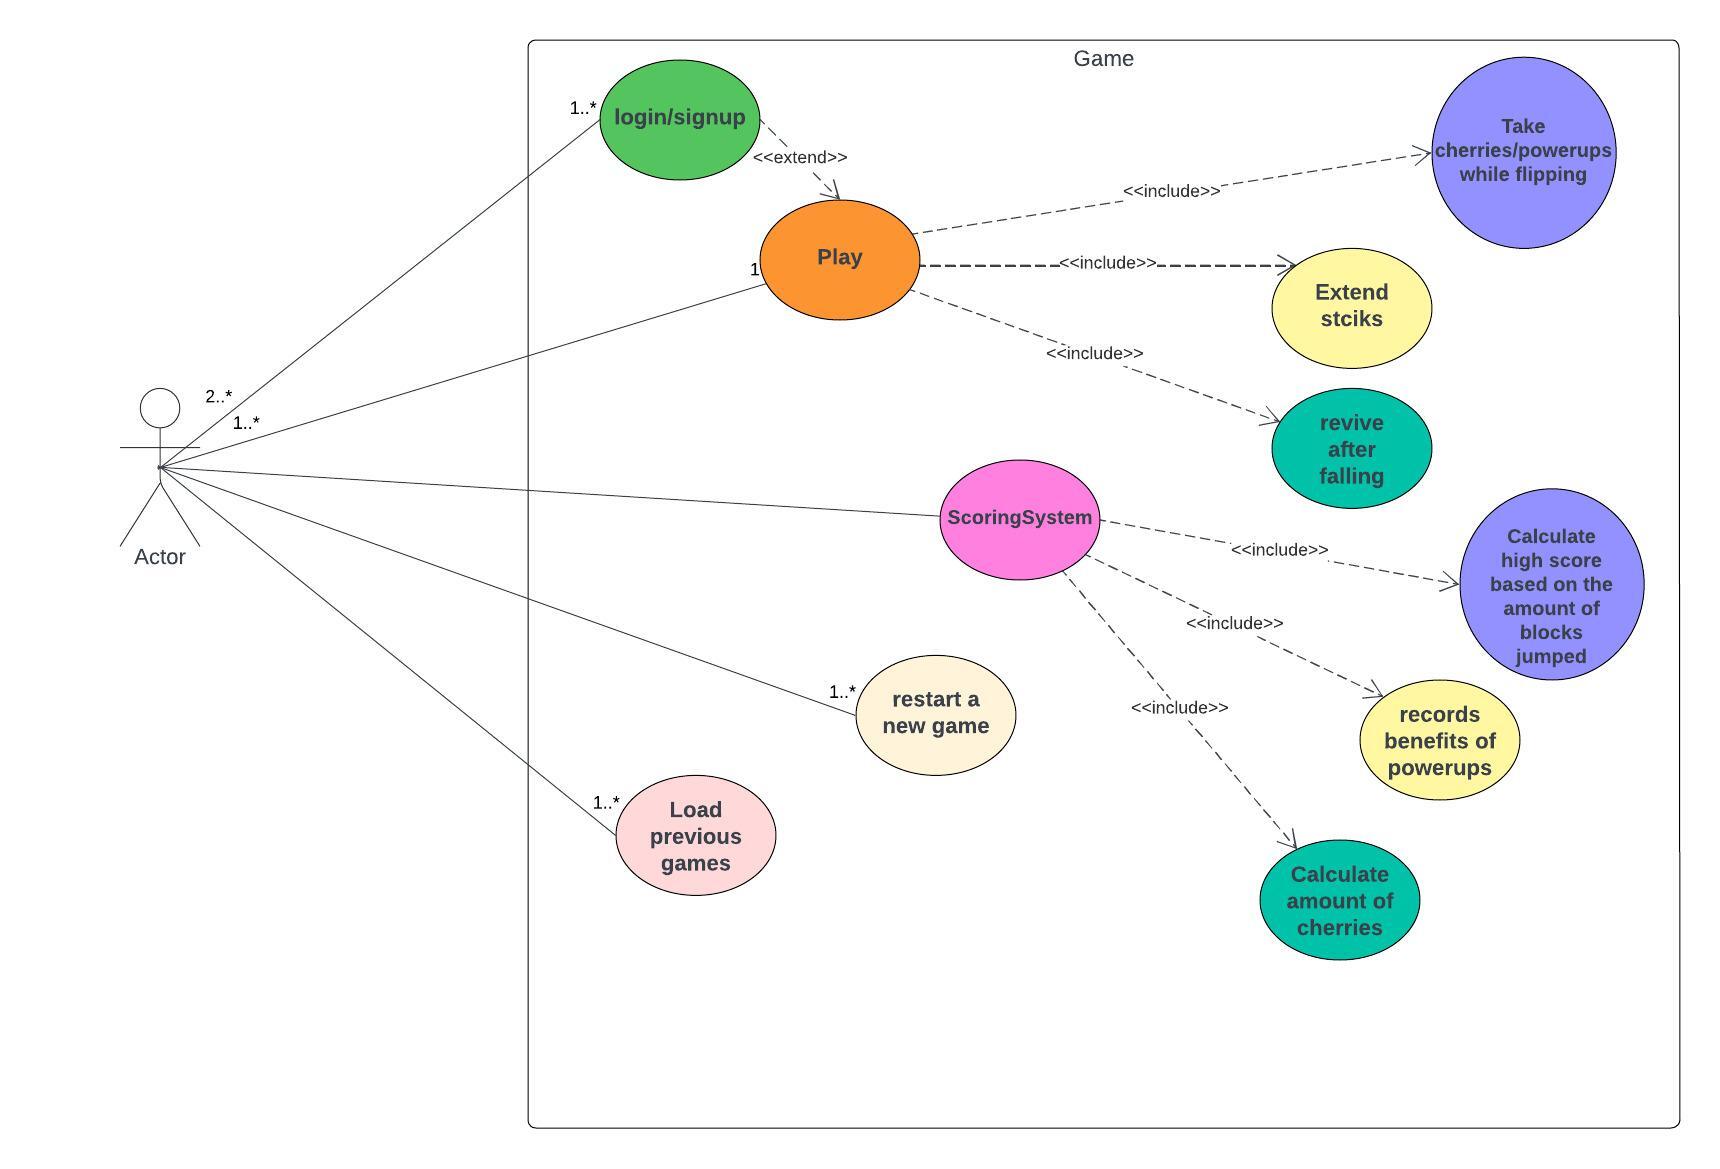 Game
1..*
login/signup
<<extend>>
Take
cherries/powerups
while flipping
<<include>>
Play
1
<<include>>
Extend
stciks
<<include>>
2..*
1..*
revive
after
falling
Actor
ScoringSystem
<<include>>
Calculate
high score
based on the
amount of
blocks
jumped
<<include>>
<<include>>
1..*
restart a
new game
records
benefits of
powerups
1..*
Load
previous
games
Calculate
amount of
cherries